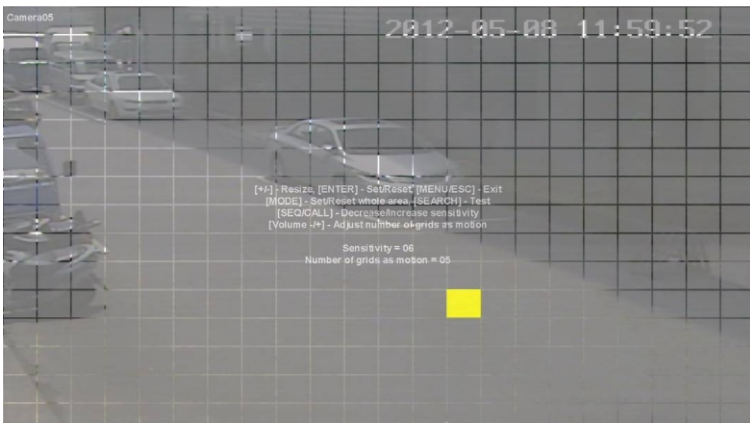 Camera05
2012-05-08 11:59:52
[+/-] - Resize, [ENTER] - Set/Reset, [MENU/ESC] - Exit
[MODE] - Set/Reset whole area, [SEARCH] - Test
[SEQ/CALL] - Decrease/Increase sensitivity
[Volume -/+] - Adjust number of grids as motion
Sensitivity = 06
Number of grids as motion = 05